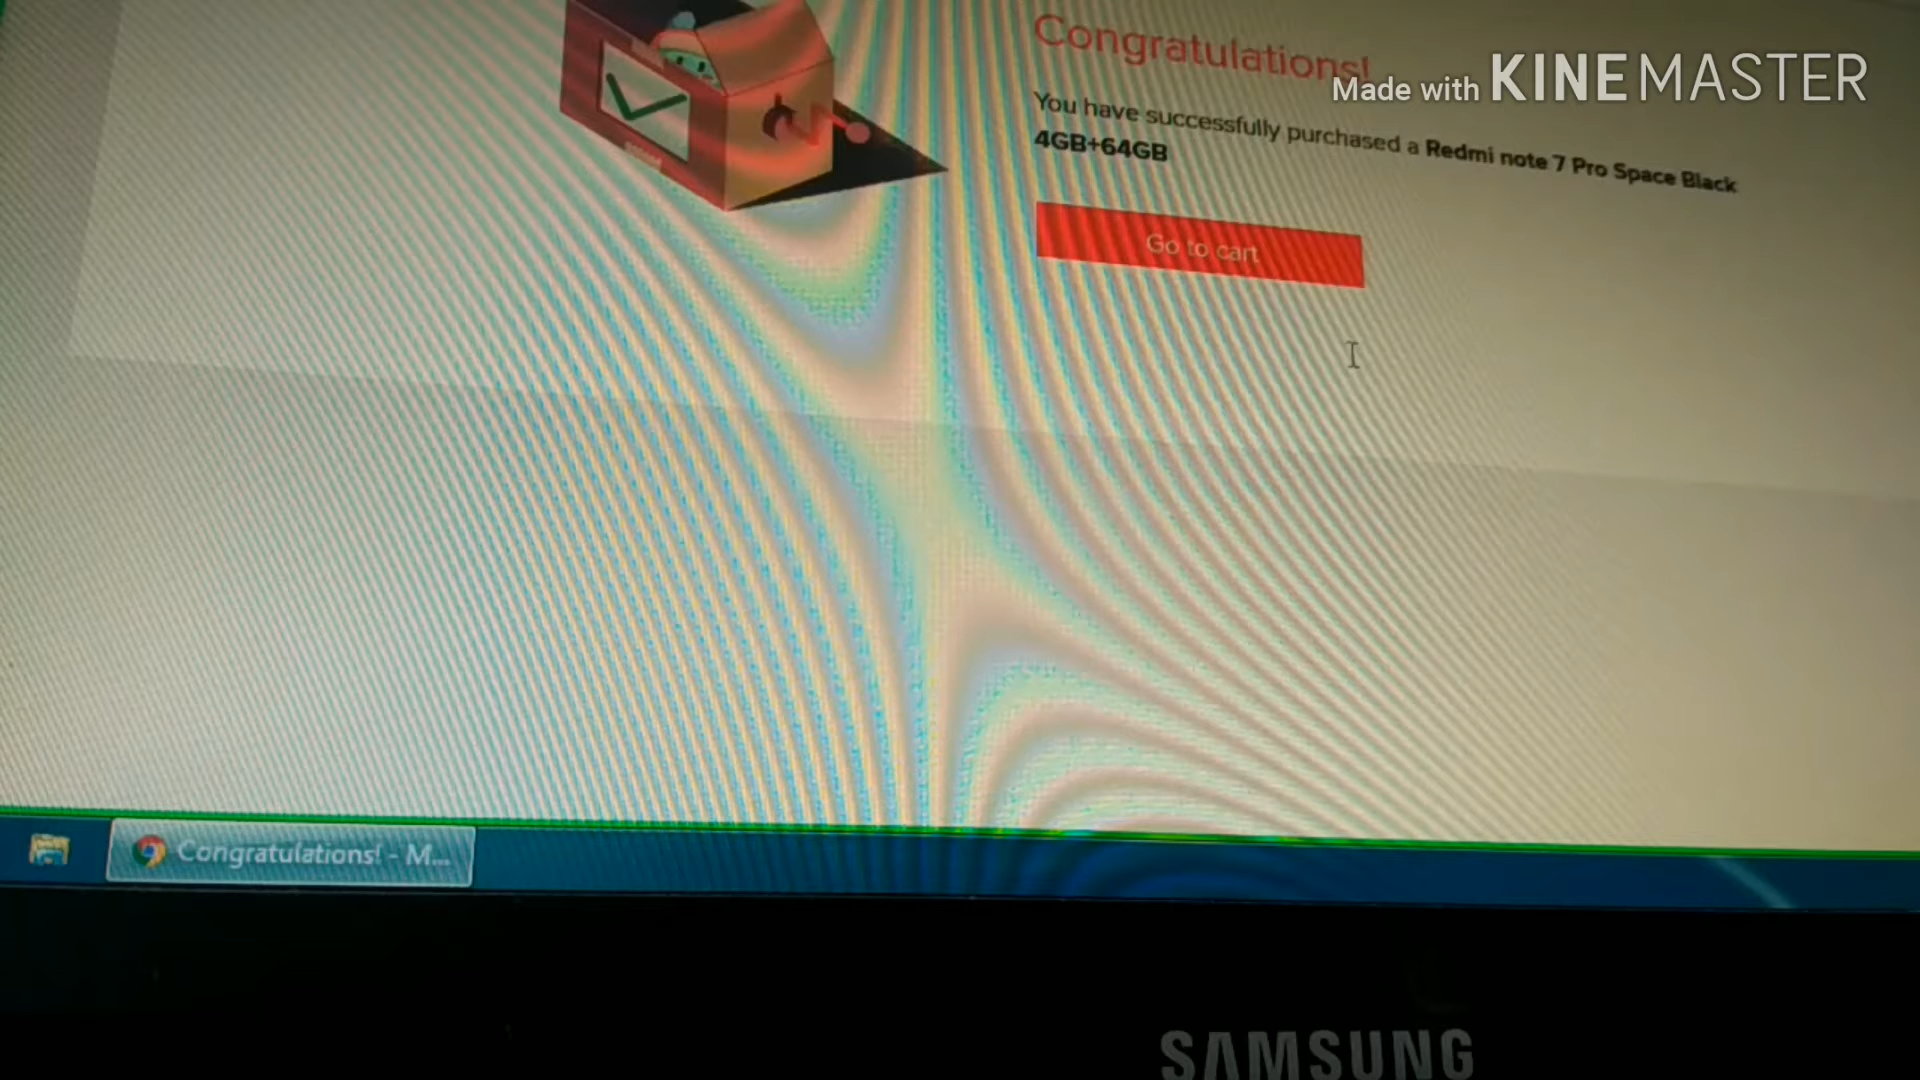 Congratulations!
Made with KINEMASTER
You have successfully purchased a Redmi note 7 Pro Space Black
4GB+64GB
Go to cart
Congratulations! - M...
SAMSUNG